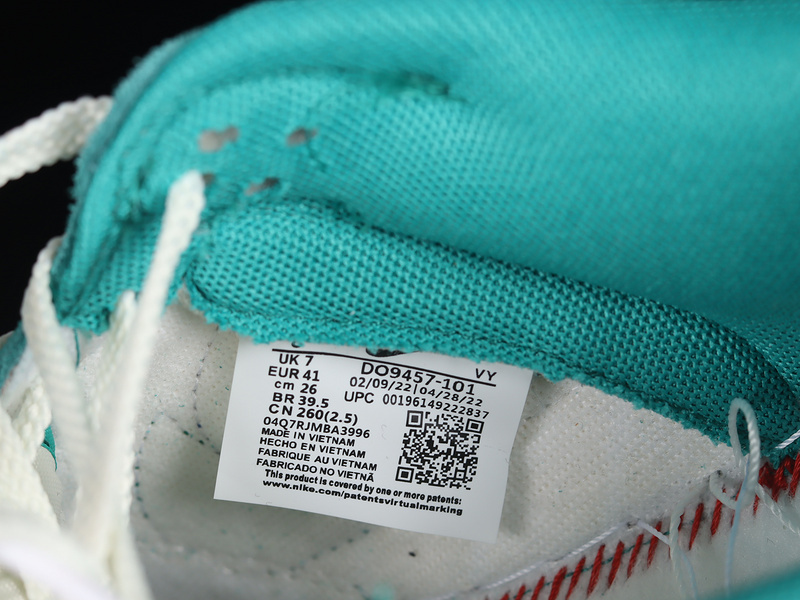 UK 7
EUR 41
cm 26
BR 39.5
CN 260(2.5)
04Q7RJMBA3996
MADE IN VIETNAM
HECHO EN VIETNAM
FABRIQUE AU VIETNAM
FABRICADO NO VIETNÃ
VY
DO9457-101
02/09/22|04/28/22
UPC 00196149222837
This product is covered by one or more patents:
www.nike.com/patentsvirtualmarking